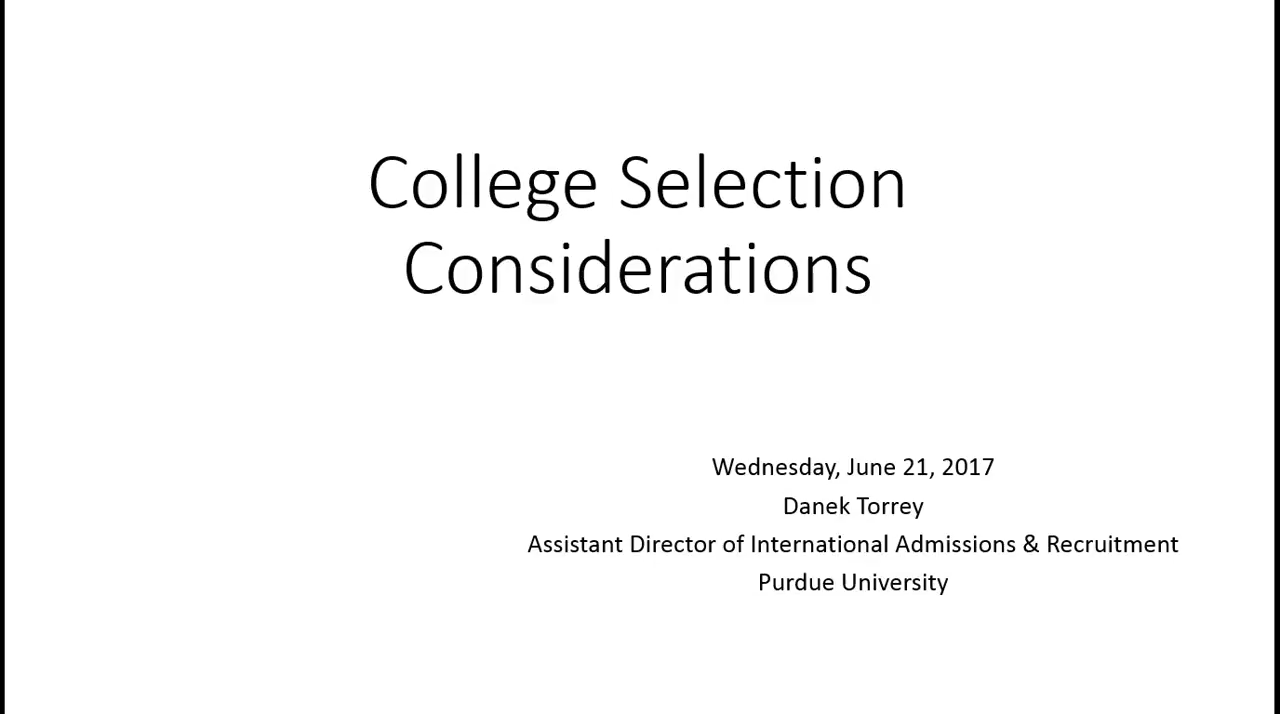 College Selection
Considerations
Wednesday, June 21, 2017
Danek Torrey
Assistant Director of International Admissions & Recruitment
Purdue University